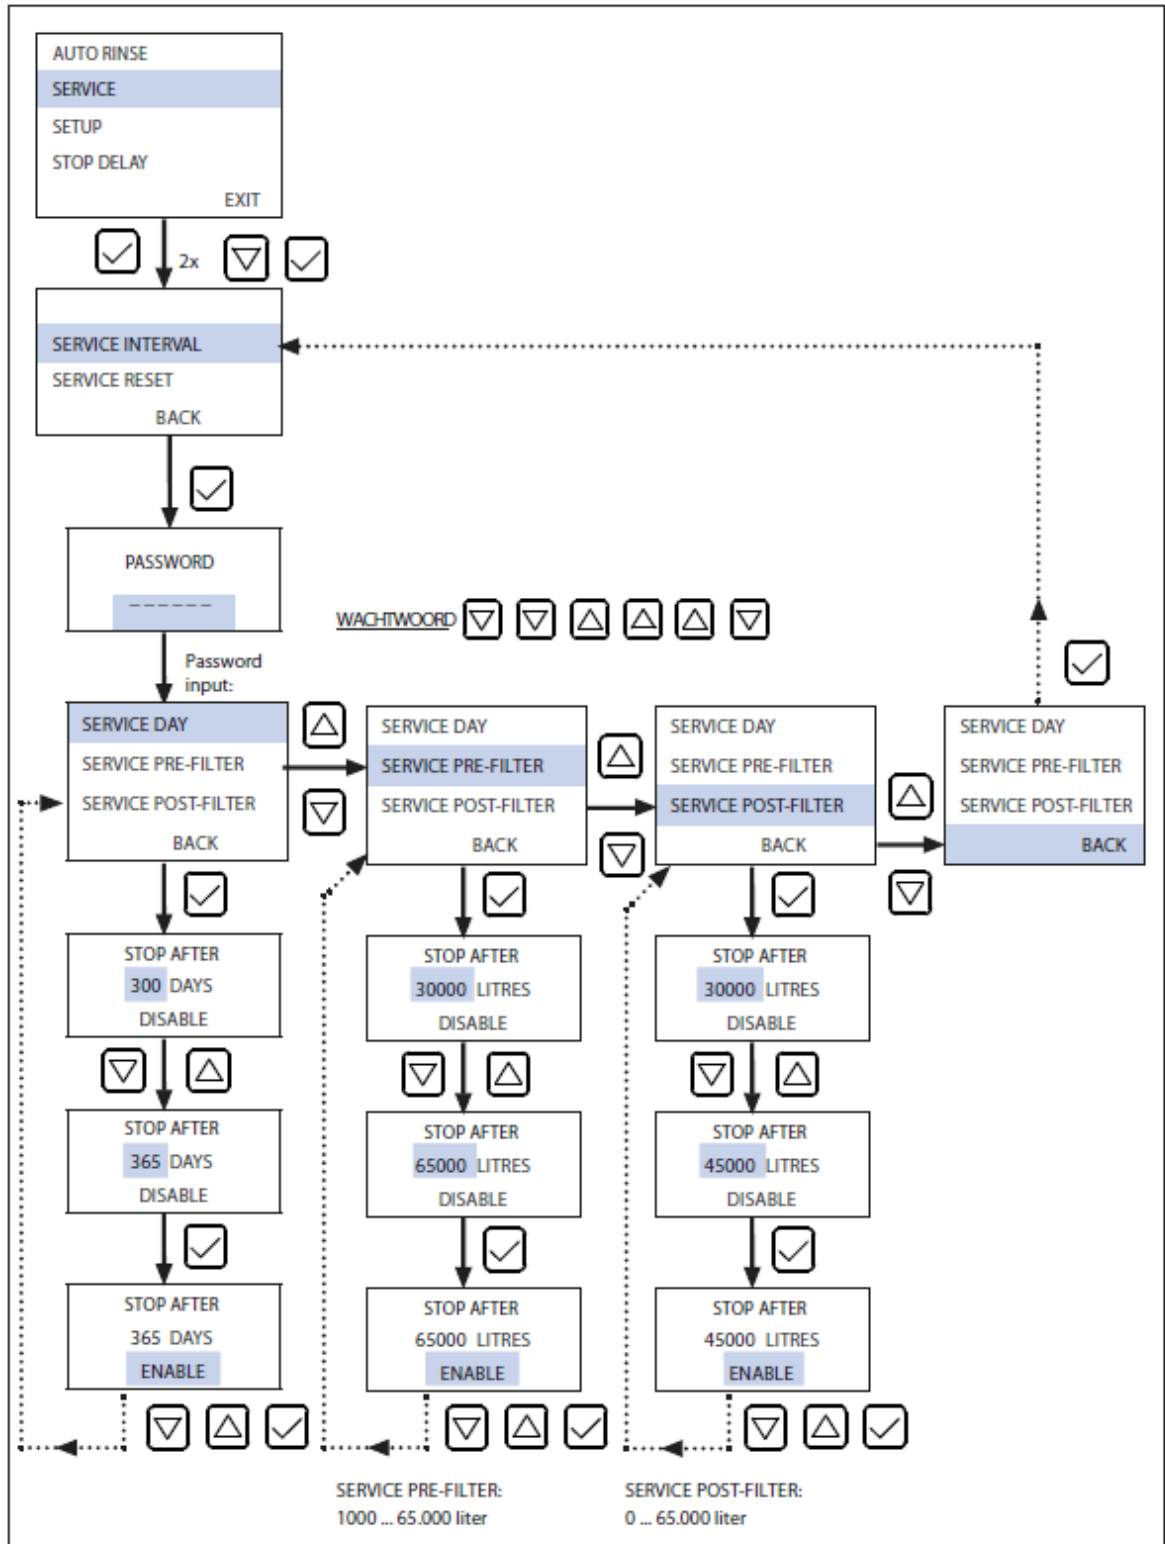 AUTO RINSE
SERVICE
SETUP
STOP DELAY
EXIT
2x
SERVICE INTERVAL
SERVICE RESET
BACK
PASSWORD
_ _ _ _ _ _
WACHTWOORD
Password
input:
SERVICE DAY
SERVICE PRE-FILTER
SERVICE POST-FILTER
BACK
SERVICE DAY
SERVICE PRE-FILTER
SERVICE POST-FILTER
BACK
SERVICE DAY
SERVICE PRE-FILTER
SERVICE POST-FILTER
BACK
SERVICE DAY
SERVICE PRE-FILTER
SERVICE POST-FILTER
BACK
STOP AFTER
300 DAYS
DISABLE
STOP AFTER
30000 LITRES
DISABLE
STOP AFTER
30000 LITRES
DISABLE
STOP AFTER
365 DAYS
DISABLE
STOP AFTER
65000 LITRES
DISABLE
STOP AFTER
45000 LITRES
DISABLE
STOP AFTER
365 DAYS
ENABLE
STOP AFTER
65000 LITRES
ENABLE
STOP AFTER
45000 LITRES
ENABLE
SERVICE PRE-FILTER:
1000 ... 65.000 liter
SERVICE POST-FILTER:
0 ... 65.000 liter